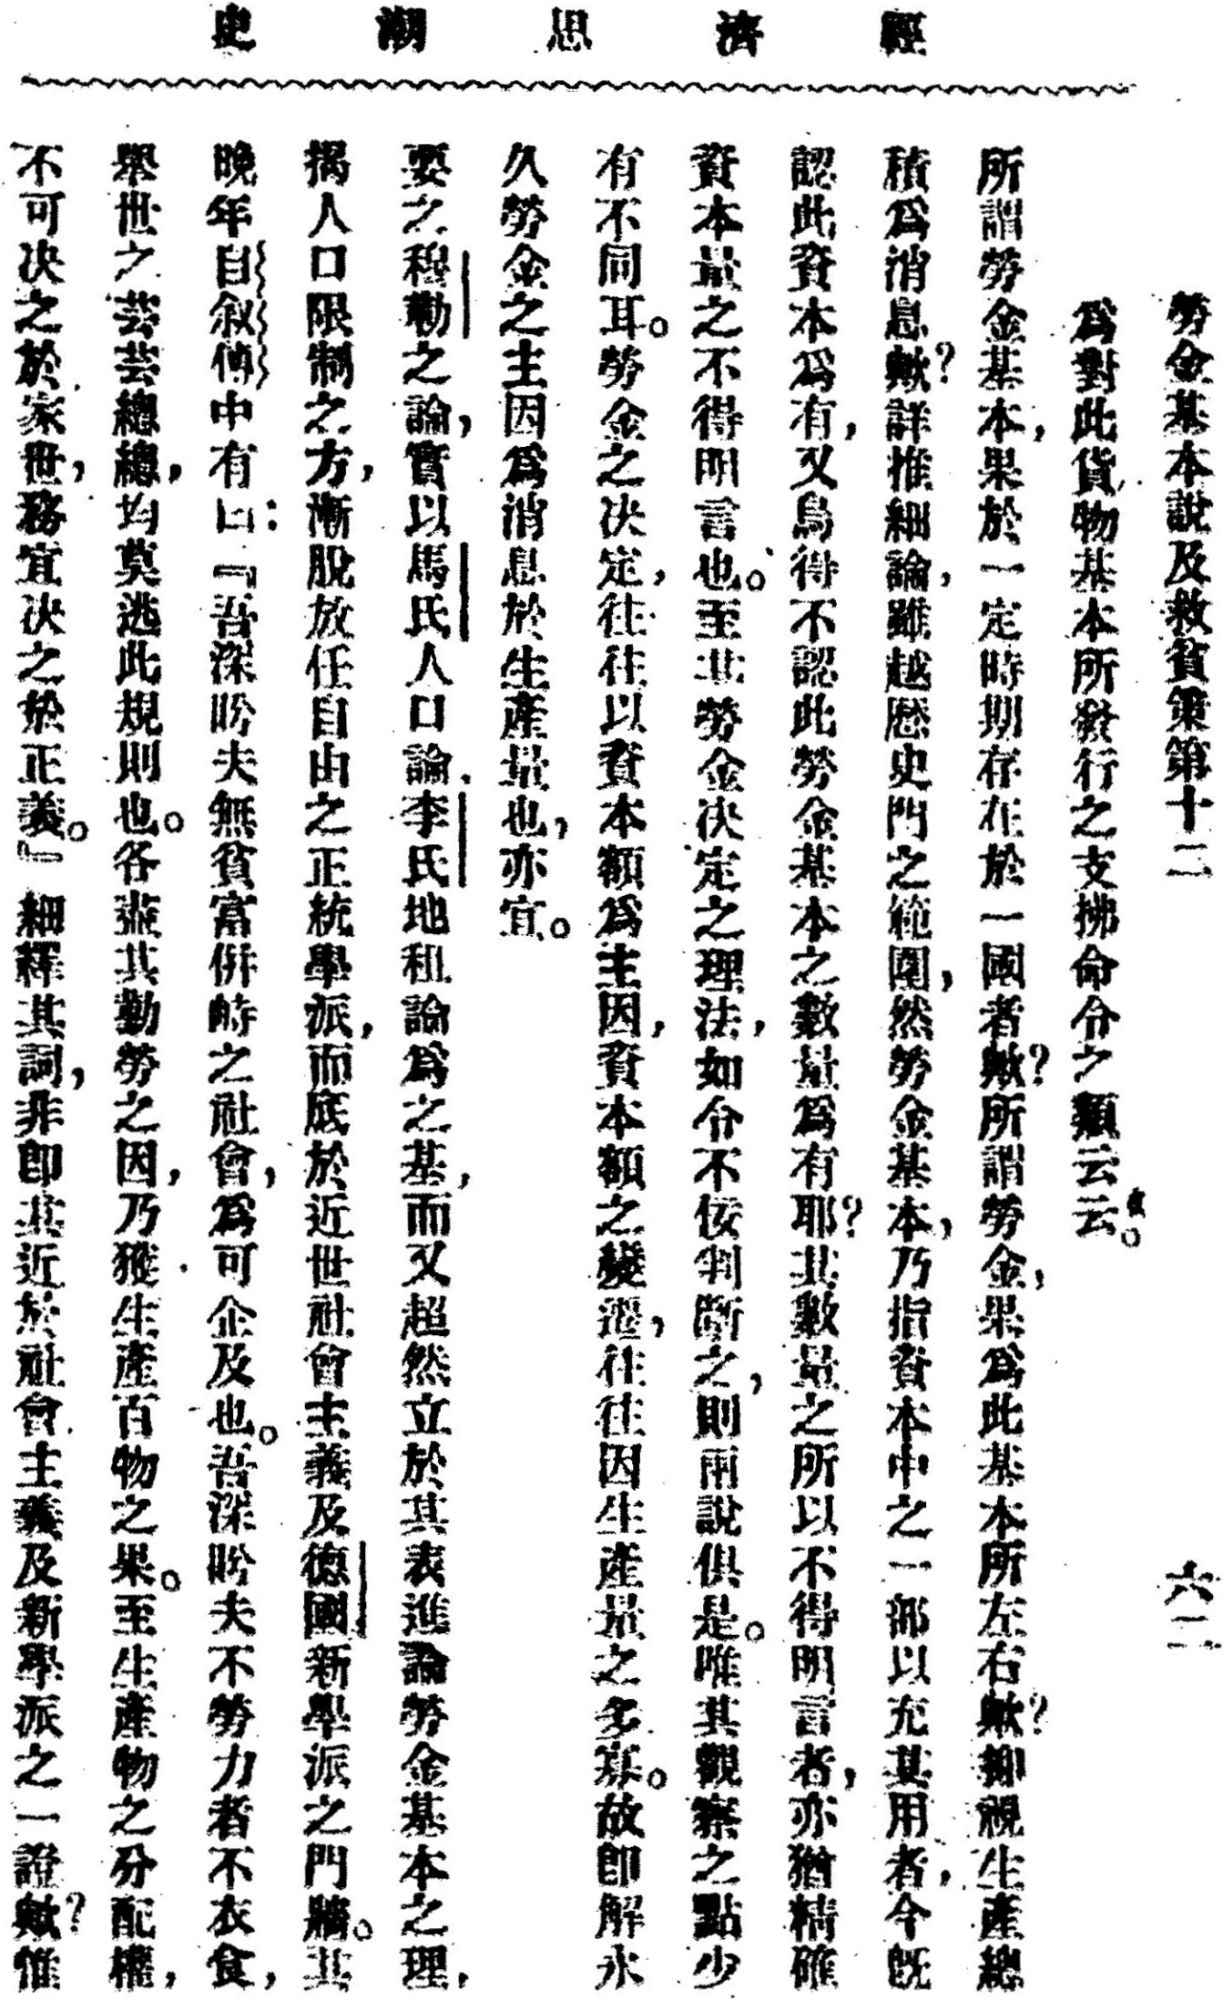 經濟思潮史
勞金基本說及救貧策第十二
六二
爲對此貨物基本所發行之支拂命令之類云云。
所謂勞金基本,果於一定時期存在於一國者歟?所謂勞金,果爲此基本所左右歟?抑視生產總
積爲消息歟?詳推細論,雖越歷史門之範圍,然勞金基本,乃指資本中之一部以充其用者,今旣
認此資本爲有,又烏得不認此勞金基本之數量爲有耶?其數量之所以不得明言者,亦猶精確
資本量之不得明言也。至其勞金决定之理法,如令不佞判斷之,則兩說俱是。唯其觀察之點少
有不同耳。勞金之决定,往往以資本額爲主因,資本額之變遷,往往因生產量之多寡。故卽解永
久勞金之主因爲消息於生產量也,亦宜。
要之穆勒之論,實以馬氏人口論李氏地租論爲之基,而又超然立於其表進論勞金基本之理,
揭人口限制之方,漸脫放任自由之正統學派,而底於近世社會主義及德國新學派之門牆。其
晚年自叙傳中有曰:『吾深盼夫無貧富併峙之社會,爲可企及也。吾深盼夫不勞力者不衣食,
舉世之芸芸總總,均莫逃此規則也。各盡其勤勞之因,乃獲生產百物之果。至生產物之分配權,
不可决之於家世,務宜决之於正義。』細繹其詞,非卽其近於社會主義及新學派之一證歟?惟